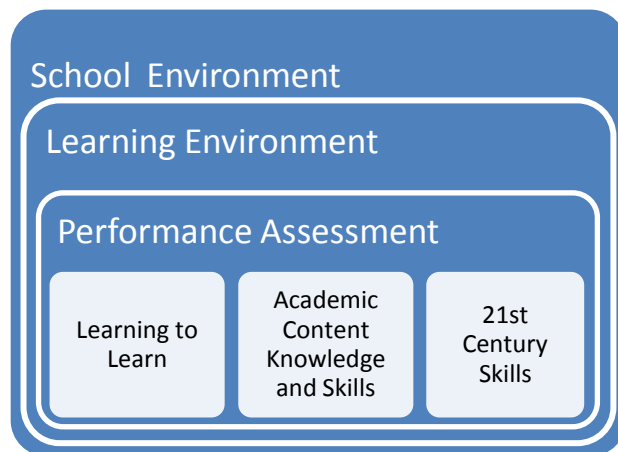 School Environment
Learning Environment
Performance Assessment
Learning to
Learn
Academic
Content
Knowledge
and Skills
21st
Century
Skills